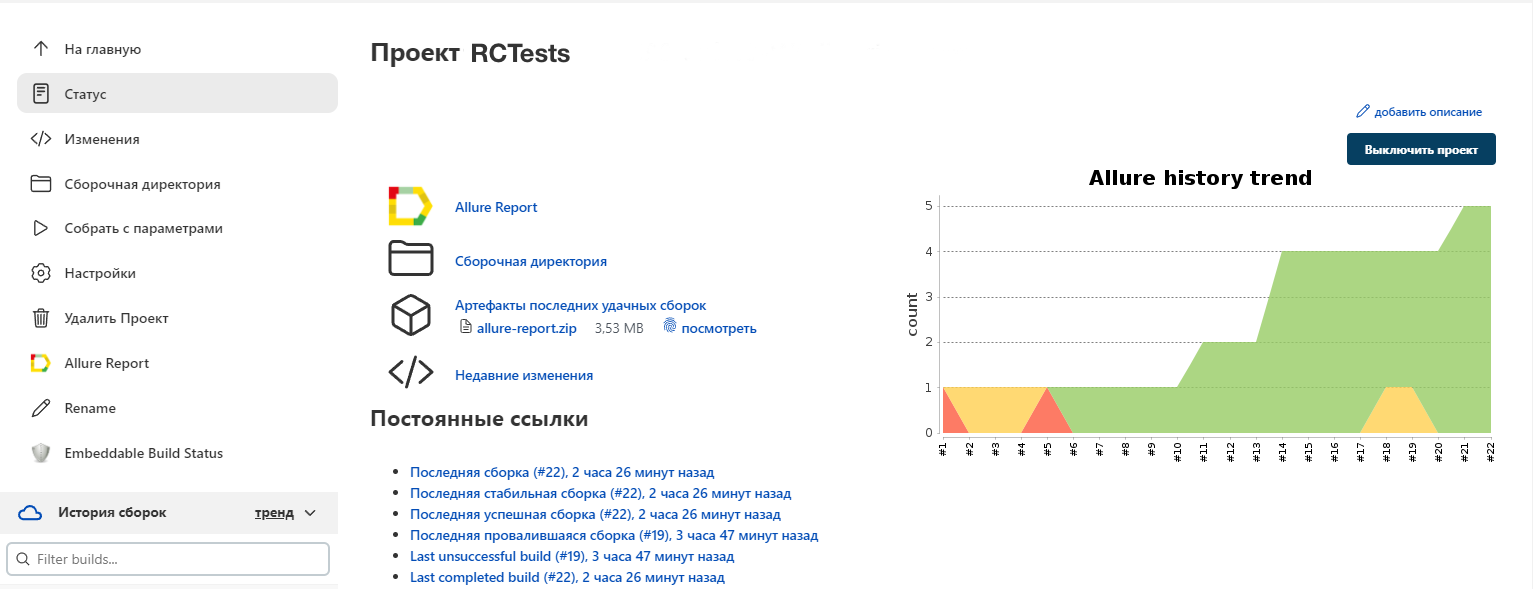 На главную
Статус
Изменения
Сборочная директория
Собрать с параметрами
Настройки
Удалить Проект
Allure Report
Rename
Embeddable Build Status
История сборок
тренд
Filter builds...
Проект RCTests
добавить описание
Выключить проект
Allure Report
Сборочная директория
Артефакты последних удачных сборок
allure-report.zip 3,53 MB посмотреть
Недавние изменения
Постоянные ссылки
Последняя сборка (#22), 2 часа 26 минут назад
Последняя стабильная сборка (#22), 2 часа 26 минут назад
Последняя успешная сборка (#22), 2 часа 26 минут назад
Последняя провалившаяся сборка (#19), 3 часа 47 минут назад
Last unsuccessful build (#19), 3 часа 47 минут назад
Last completed build (#22), 2 часа 26 минут назад
Allure history trend
count
5
4
3
2
1
0
#1 #2 #3 #4 #5 #6 #7 #8 #9 #10 #11 #12 #13 #14 #15 #16 #17 #18 #19 #20 #21 #22